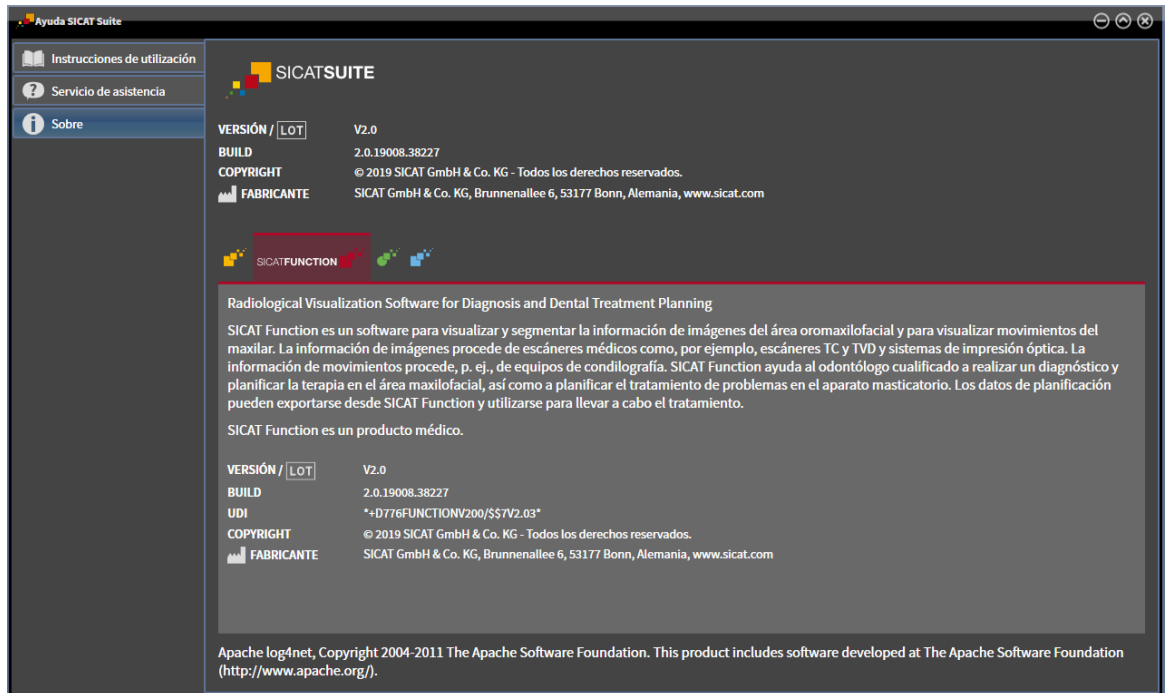 Ayuda SICAT Suite
Instrucciones de utilización
Servicio de asistencia
Sobre
SICATSUITE
VERSIÓN / LOT V2.0
BUILD 2.0.19008.38227
COPYRIGHT © 2019 SICAT GmbH & Co. KG - Todos los derechos reservados.
FABRICANTE SICAT GmbH & Co. KG, Brunnenallee 6, 53177 Bonn, Alemania, www.sicat.com
SICATFUNCTION
Radiological Visualization Software for Diagnosis and Dental Treatment Planning
SICAT Function es un software para visualizar y segmentar la información de imágenes del área oromaxilofacial y para visualizar movimientos del
maxilar. La información de imágenes procede de escáneres médicos como, por ejemplo, escáneres TC y TVD y sistemas de impresión óptica. La
información de movimientos procede, p. ej., de equipos de condilografía. SICAT Function ayuda al odontólogo cualificado a realizar un diagnóstico y
planificar la terapia en el área maxilofacial, así como a planificar el tratamiento de problemas en el aparato masticatorio. Los datos de planificación
pueden exportarse desde SICAT Function y utilizarse para llevar a cabo el tratamiento.
SICAT Function es un producto médico.
VERSIÓN / LOT V2.0
BUILD 2.0.19008.38227
UDI *+D776FUNCTIONV200/$$7V2.03*
COPYRIGHT © 2019 SICAT GmbH & Co. KG - Todos los derechos reservados.
FABRICANTE SICAT GmbH & Co. KG, Brunnenallee 6, 53177 Bonn, Alemania, www.sicat.com
Apache log4net, Copyright 2004-2011 The Apache Software Foundation. This product includes software developed at The Apache Software Foundation
(http://www.apache.org/).